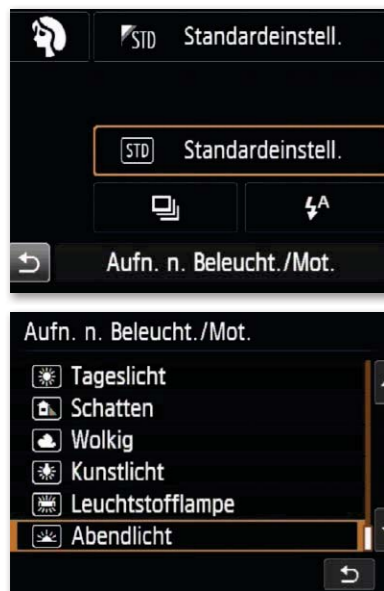 STD Standardeinstell.
STD Standardeinstell.
A
Aufn. n. Beleucht./Mot.
Aufn. n. Beleucht./Mot.
Tageslicht
Schatten
Wolkig
Kunstlicht
Leuchtstofflampe
Abendlicht